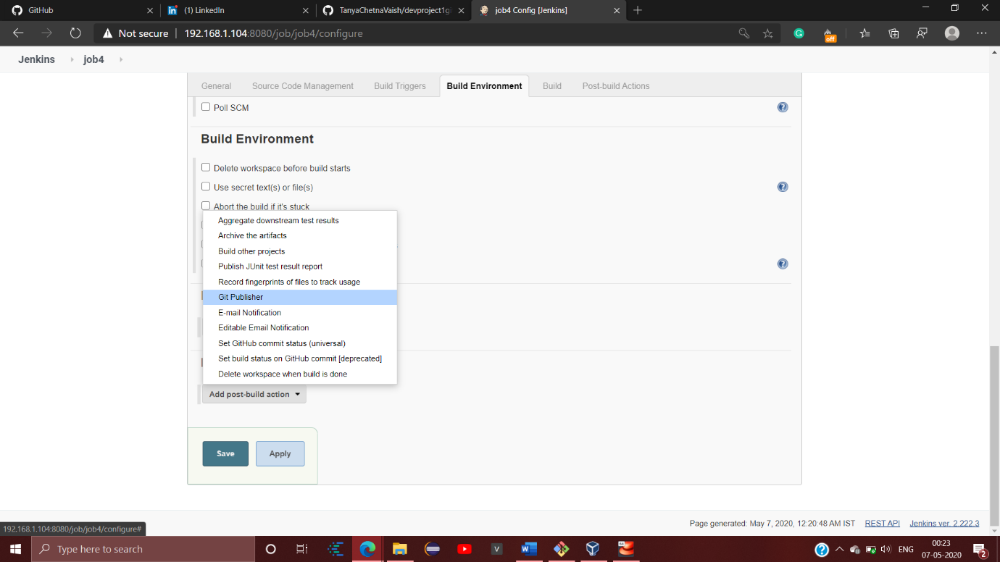 GitHub
(1) LinkedIn
TanyaChetnaVaish/devproject1gi
job4 Config [Jenkins]
Not secure | 192.168.1.104:8080/job/job4/configure
off
Jenkins job4
General Source Code Management Build Triggers Build Environment Build Post-build Actions
Poll SCM
Build Environment
Delete workspace before build starts
Use secret text(s) or file(s)
Abort the build if it's stuck
Aggregate downstream test results
Archive the artifacts
Build other projects
Publish JUnit test result report
Record fingerprints of files to track usage
Git Publisher
E-mail Notification
Editable Email Notification
Set GitHub commit status (universal)
Set build status on GitHub commit [deprecated]
Delete workspace when build is done
Add post-build action
Save Apply
Page generated: May 7, 2020, 12:20:48 AM IST REST API Jenkins ver. 2.222.3
192.168.1.104:8080/job/job4/configure#
Type here to search
ENG
00:23
07-05-2020
2